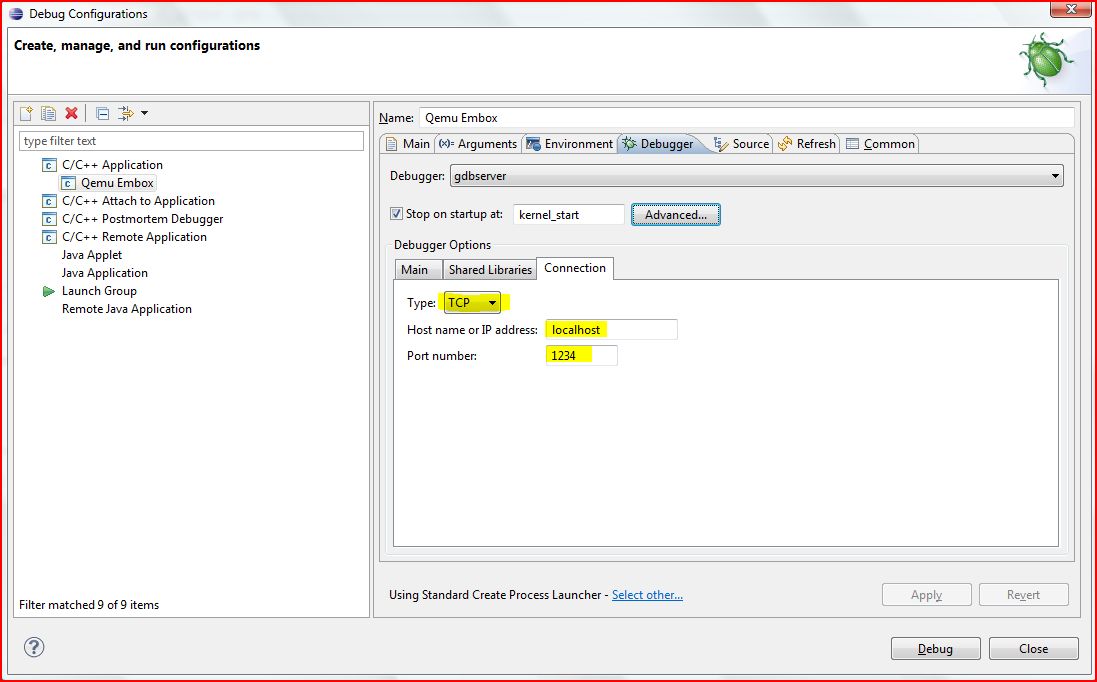 Debug Configurations
Create, manage, and run configurations
type filter text
C/C++ Application
Qemu Embox
C/C++ Attach to Application
C/C++ Postmortem Debugger
C/C++ Remote Application
Java Applet
Java Application
Launch Group
Remote Java Application
Filter matched 9 of 9 items
Name: Qemu Embox
Main (x)= Arguments Environment Debugger Source Refresh Common
Debugger: gdbserver
Stop on startup at: kernel_start Advanced...
Debugger Options
Main Shared Libraries Connection
Type: TCP
Host name or IP address: localhost
Port number: 1234
Using Standard Create Process Launcher - Select other...
Apply Revert
? Debug Close